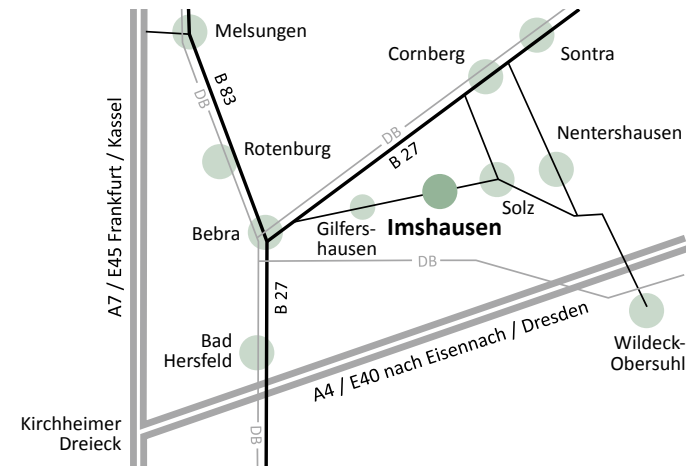 Melsungen
Cornberg
Sontra
B 83
DB
DB
B 27
Rotenburg
Nentershausen
A7 / E45 Frankfurt / Kassel
Bebra
Gilfers-
hausen
Imshausen
Solz
DB
B 27
Bad
Hersfeld
A4 / E40 nach Eisennach / Dresden
Wildeck-
Obersuhl
Kirchheimer
Dreieck
DB